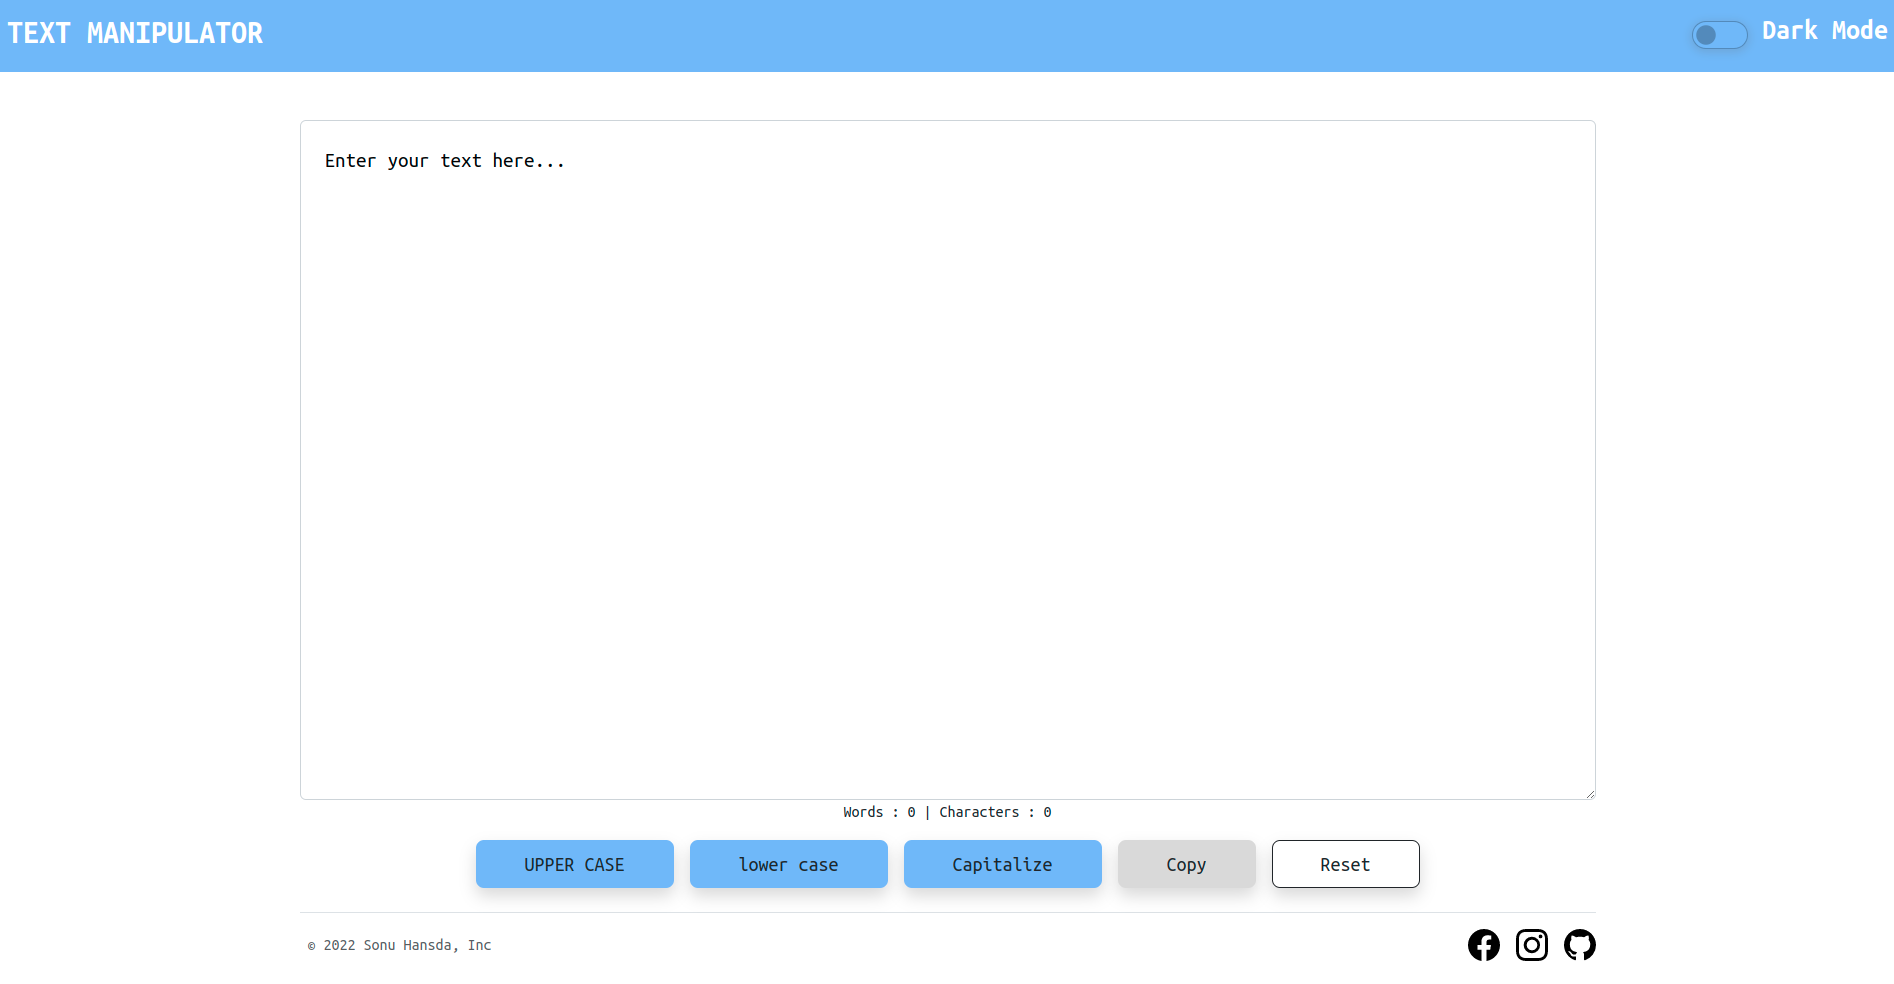 TEXT MANIPULATOR
Dark Mode
Enter your text here...
Words : 0 | Characters : 0
UPPER CASE
lower case
Capitalize
Copy
Reset
© 2022 Sonu Hansda, Inc